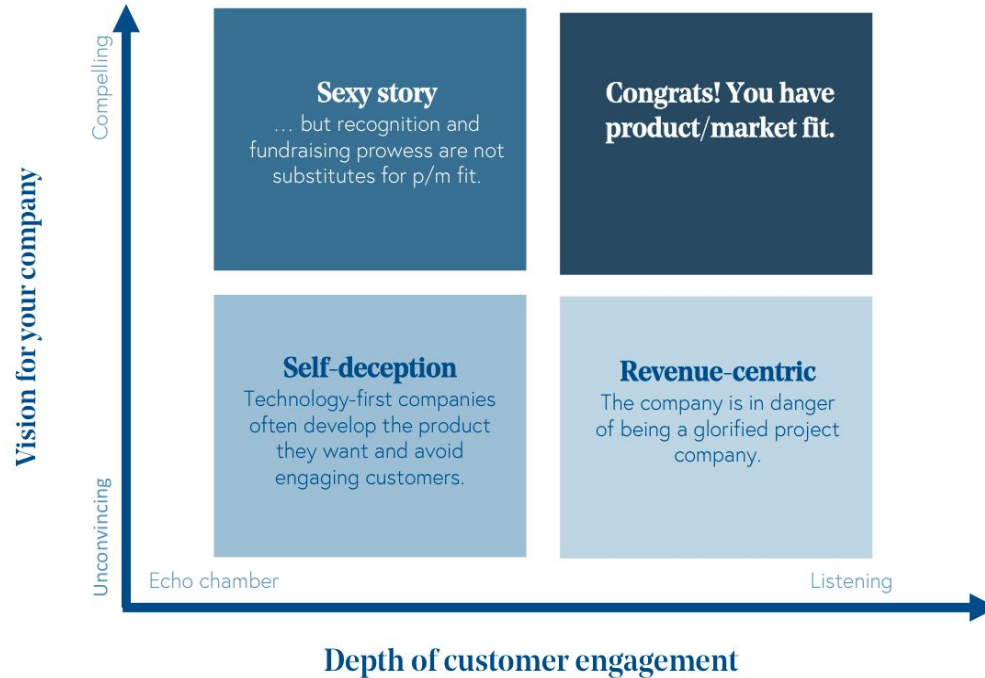 Vision for your company
Compelling
Unconvincing
Sexy story
… but recognition and
fundraising prowess are not
substitutes for p/m fit.
Congrats! You have
product/market fit.
Self-deception
Technology-first companies
often develop the product
they want and avoid
engaging customers.
Revenue-centric
The company is in danger
of being a glorified project
company.
Echo chamber
Listening
Depth of customer engagement